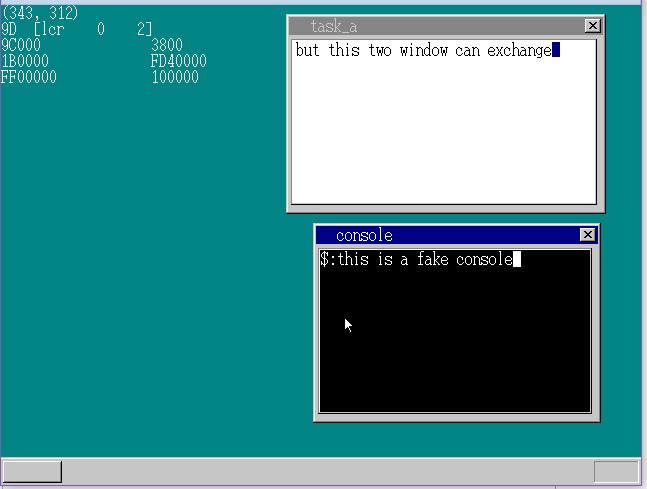 (343, 312)
9D [lcr 0 2]
9C000 3800
1B0000 FD40000
FF00000 100000
task_a
but this two window can exchange
console
$:this is a fake console